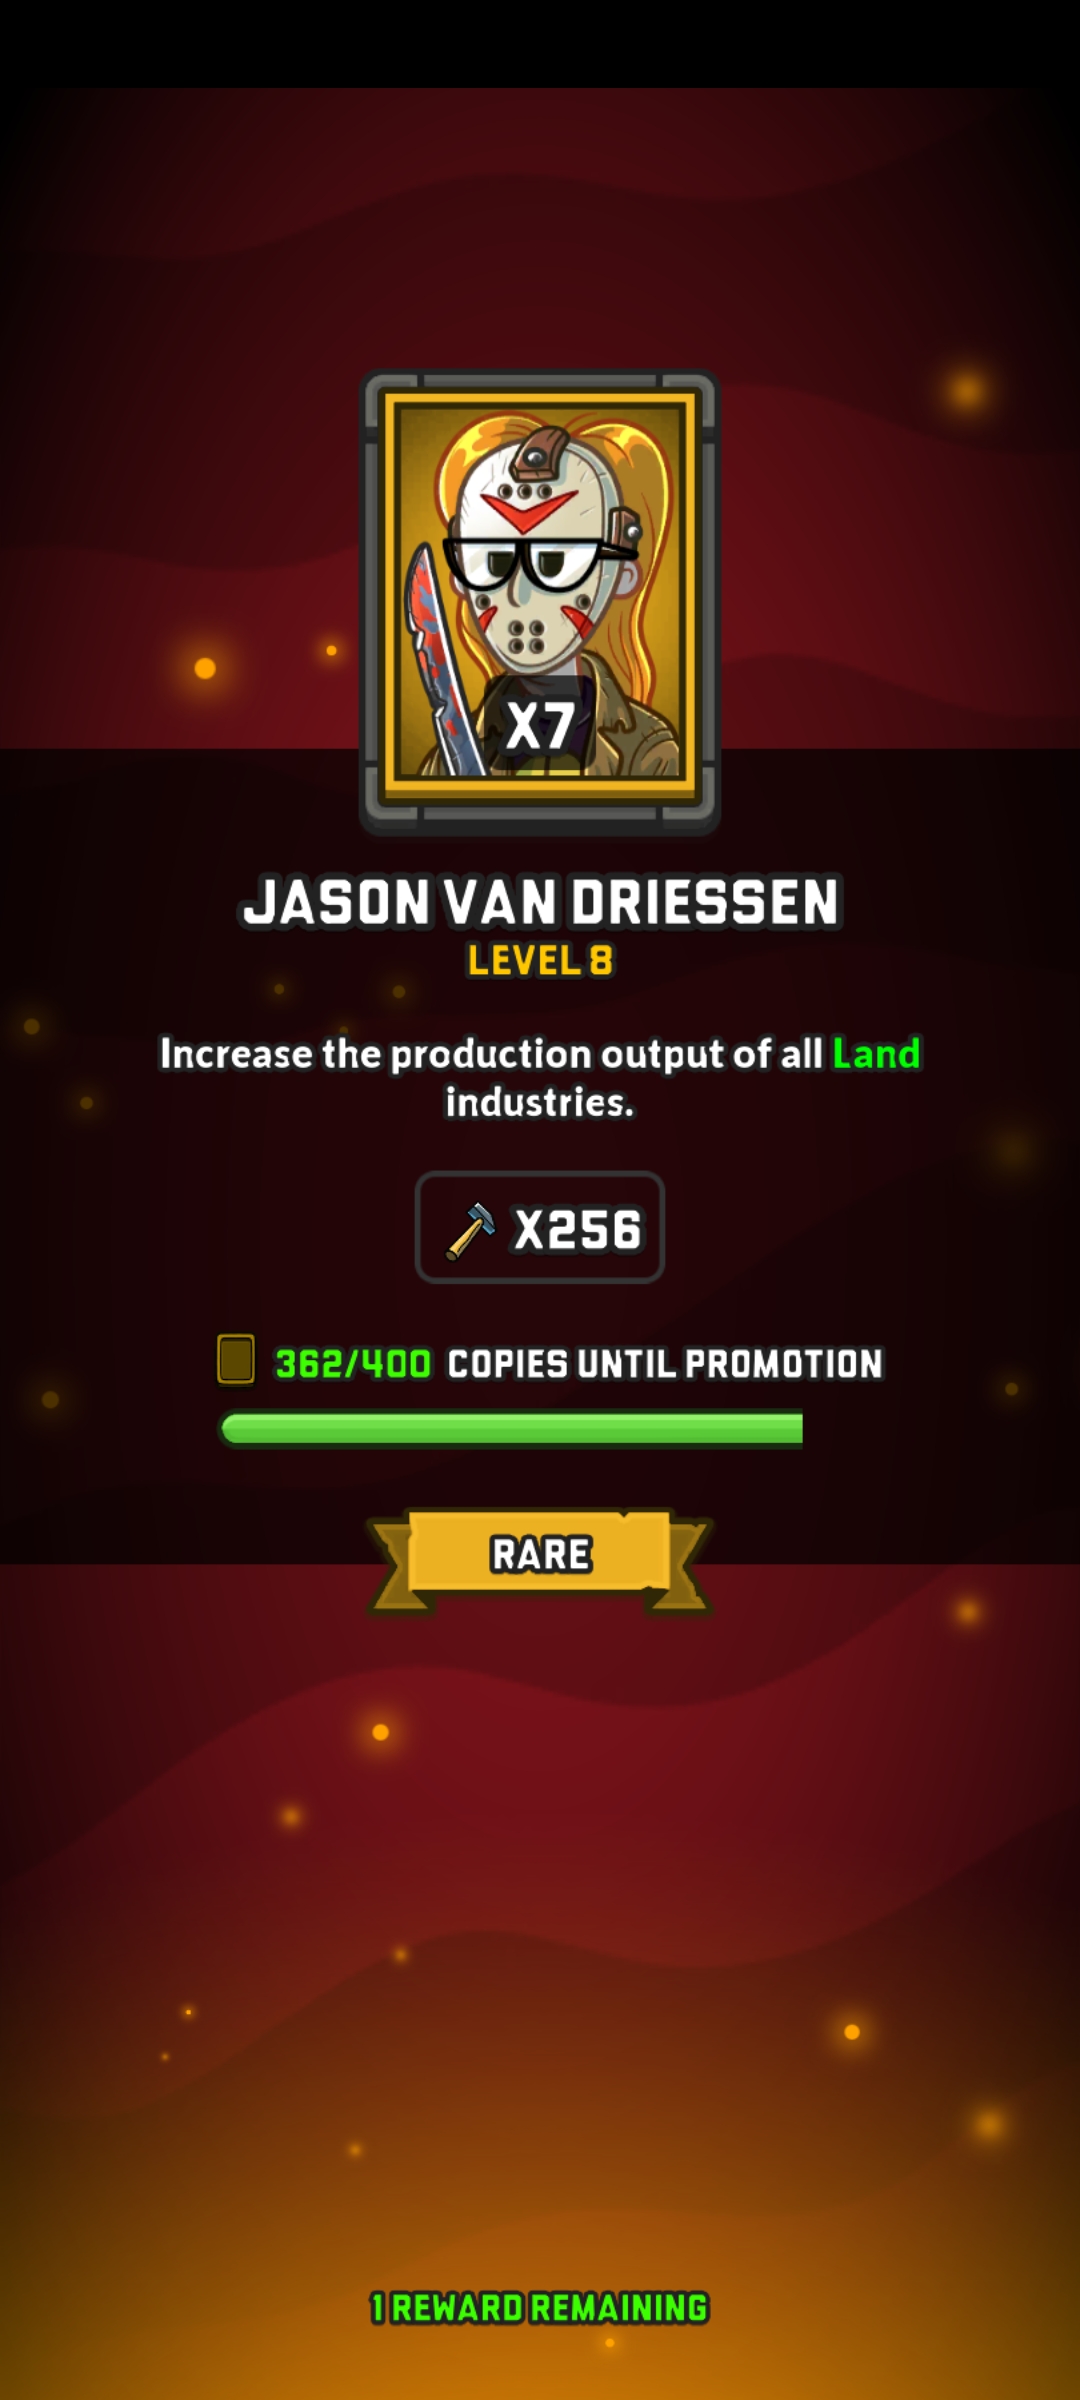 X7
JASON VAN DRIESSEN
LEVEL 8
Increase the production output of all Land
industries.
X256
362/400 COPIES UNTIL PROMOTION
RARE
1 REWARD REMAINING